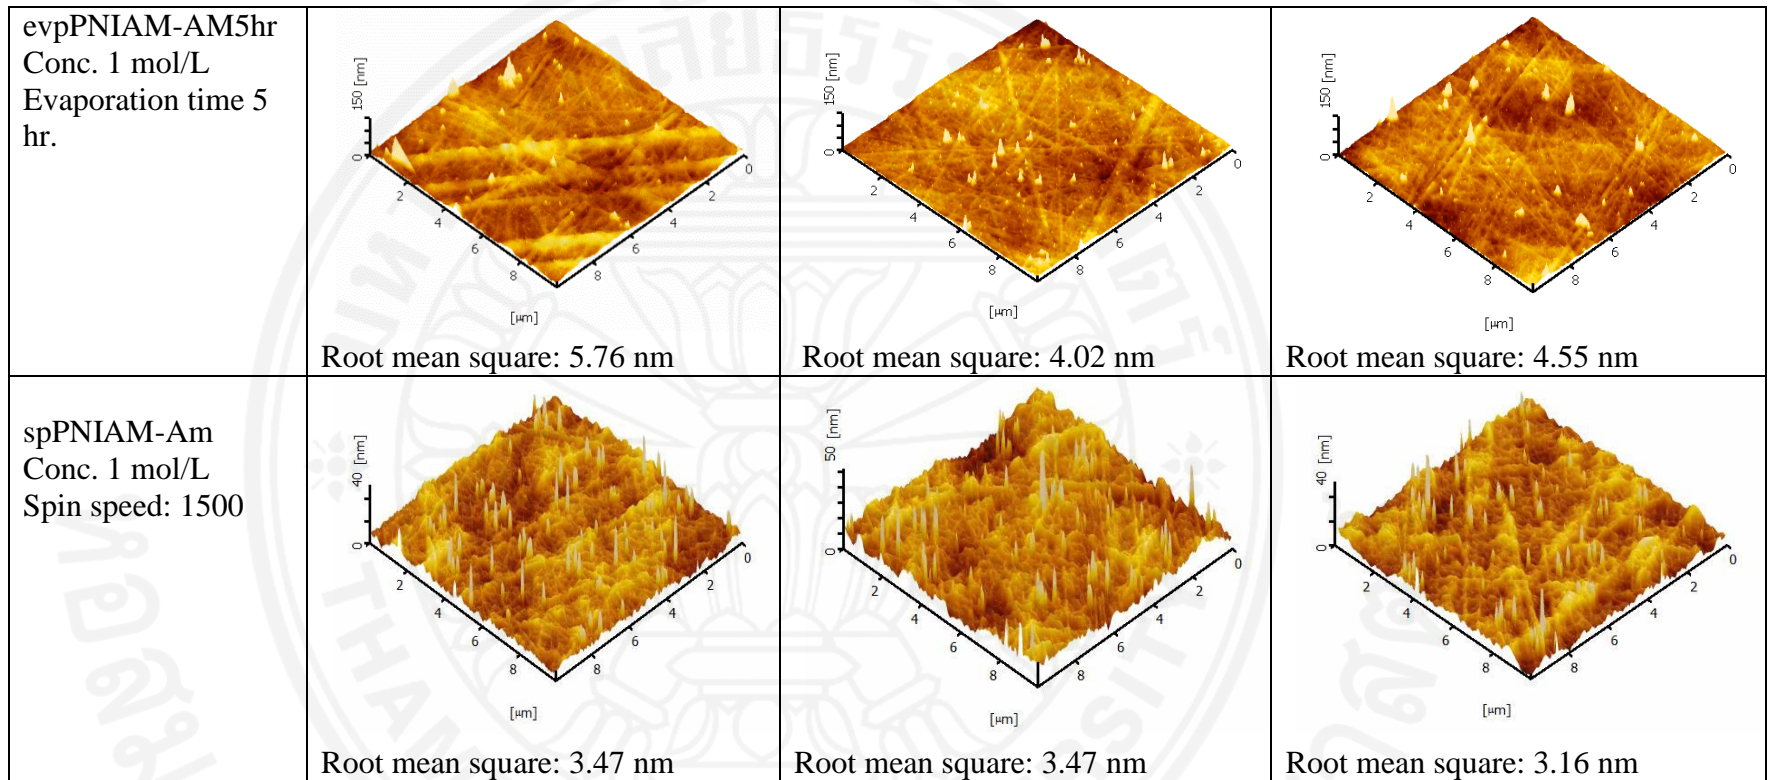 evpPNIAM-AM5hr
Conc. 1 mol/L
Evaporation time 5
hr.
150 [nm]
0
2
4
6
8
0
2
4
6
8
[µm]
Root mean square: 5.76 nm
150 [nm]
0
2
4
6
8
0
2
4
6
8
[µm]
Root mean square: 4.02 nm
150 [nm]
0
2
4
6
8
0
2
4
6
8
[µm]
Root mean square: 4.55 nm
spPNIAM-Am
Conc. 1 mol/L
Spin speed: 1500
40 [nm]
0
2
4
6
8
0
2
4
6
8
[µm]
Root mean square: 3.47 nm
50 [nm]
0
2
4
6
8
0
2
4
6
8
[µm]
Root mean square: 3.47 nm
40 [nm]
0
2
4
6
8
0
2
4
6
8
[µm]
Root mean square: 3.16 nm